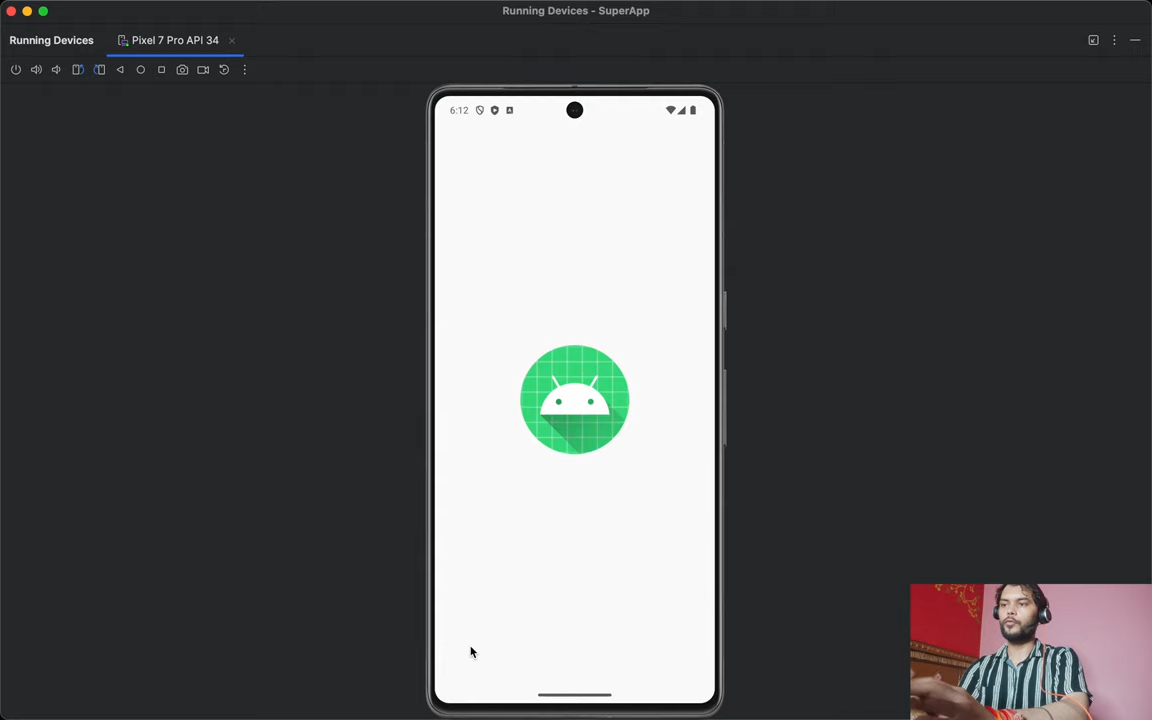 Running Devices - SuperApp
Running Devices
Pixel 7 Pro API 34
6:12